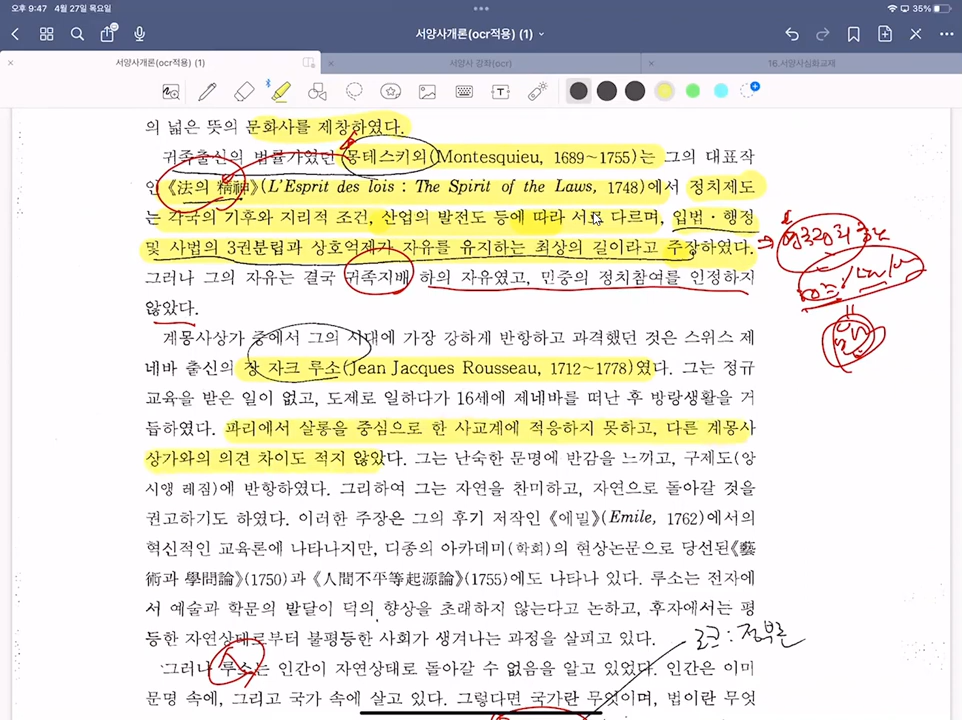 오후 9:47 4월 27일 목요일
35%
서양사개론(ocr적용) (1)
서양사개론(ocr적용) (1)
서양사 강화(ocr)
16.서양사심화교재
의 넓은 뜻의 문화사를 제창하였다.
귀족출신의 법률가였던 몽테스키외(Montesquieu, 1689~1755)는 그의 대표작
인 《法의 精神》(L'Esprit des lois : The Spirit of the Laws, 1748)에서 정치제도
는 각국의 기후와 지리적 조건, 산업의 발전도 등에 따라 서로 다르며, 입법·행정
및 사법의 3권분립과 상호억제가 자유를 유지하는 최상의 길이라고 주장하였다.
그러나 그의 자유는 결국 귀족지배 하의 자유였고, 민중의 정치참여를 인정하지
않았다.
계몽사상가 중에서 그의 시대에 가장 강하게 반항하고 과격했던 것은 스위스 제
네바 출신의 장 자크 루소(Jean Jacques Rousseau, 1712~1778)였다. 그는 정규
교육을 받은 일이 없고, 도제로 일하다가 16세에 제네바를 떠난 후 방랑생활을 거
듭하였다. 파리에서 살롱을 중심으로 한 사교계에 적응하지 못하고, 다른 계몽사
상가와의 의견 차이도 적지 않았다. 그는 난숙한 문명에 반감을 느끼고, 구제도(앙
시앵 레짐)에 반항하였다. 그리하여 그는 자연을 찬미하고, 자연으로 돌아갈 것을
권고하기도 하였다. 이러한 주장은 그의 후기 저작인 《에밀》(Emile, 1762)에서의
혁신적인 교육론에 나타나지만, 디종의 아카데미(학회)의 현상논문으로 당선된《藝
術과 學問論》(1750)과 《人間不平等起源論》(1755)에도 나타나 있다. 루소는 전자에
서 예술과 학문의 발달이 덕의 향상을 초래하지 않는다고 논하고, 후자에서는 평
등한 자연상태로부터 불평등한 사회가 생겨나는 과정을 살피고 있다.
로크 : 정부론
그러나 루소는 인간이 자연상태로 돌아갈 수 없음을 알고 있었다. 인간은 이미
문명 속에, 그리고 국가 속에 살고 있다. 그렇다면 국가란 무엇이며, 법이란 무엇